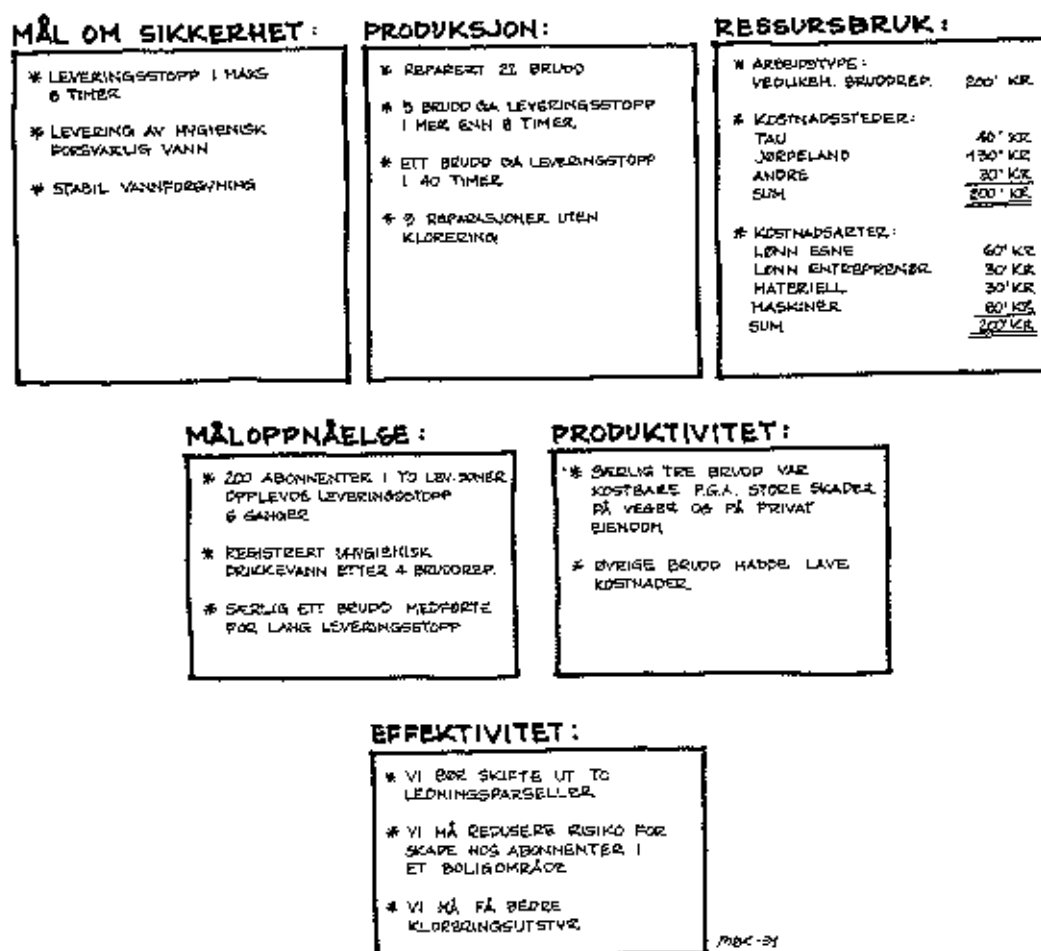 MÅL OM SIKKERHET:
* LEVERINGSSTOPP I MAKS
8 TIMER
* LEVERING AV HYGIENISK
FORSVARLIG VANN
* STABIL VANNFORSYNING
PRODUKSJON:
* REPARERT 22 BRUDD
* 5 BRUDD GA LEVERINGSSTOPP
I MER ENN 8 TIMER
* ETT BRUDD GA LEVERINGSTOPP
I 40 TIMER
* REPARASJONER UTEN
KLORERING
RESSURSBRUK:
* ARBEIDSTYPE:
VEDLIKEH. BRUDDREP. 200' KR
* KOSTNADSSTEDER:
TAU 40' KR
JØRPELAND 130' KR
ANDRE 30' KR
SUM 200' KR
* KOSTNADSARTER:
LØNN EGNE 60' KR
LØNN ENTREPRENØR 30' KR
MATERIELL 30' KR
MASKINER 80' KR
SUM 200' KR
MÅLOPPNÅELSE:
* 200 ABONNENTER I TO LEV.SONER
OPPLEVDE LEVERINGSSTOPP
6 GANGER
* REGISTRERT UHYGIENISK
DRIKKEVANN ETTER 4 BRUDDREP.
* SÆRLIG ETT BRUDD MEDFØRTE
FOR LANG LEVERINGSSTOPP
PRODUKTIVITET:
* SÆRLIG TRE BRUDD VAR
KOSTBARE P.G.A. STORE SKADER
PÅ VEGER OG PÅ PRIVAT
EIENDOM
* ØVRIGE BRUDD HADDE LAVE
KOSTNADER
EFFEKTIVITET:
* VI BØR SKIFTE UT TO
LEDNINGSPARSELLER
* VI MÅ REDUSERE RISIKO FOR
SKADE HOS ABONNENTER I
ET BOLIGOMRÅDE
* VI MÅ FÅ BEDRE
KLORERINGSUTSTYR